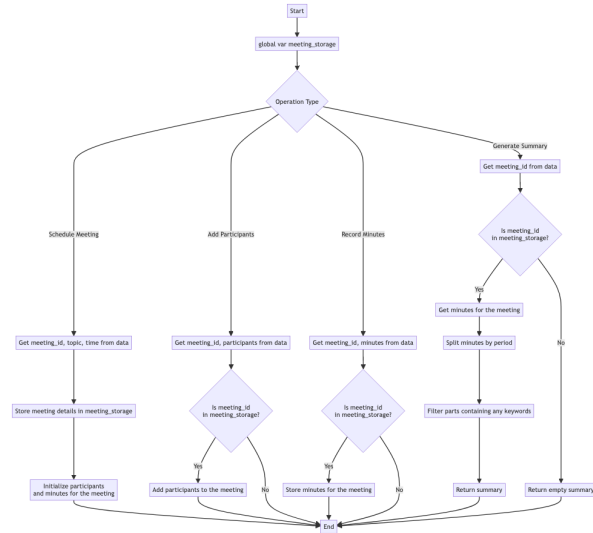 Start
global var meeting_storage
Operation Type
Generate Summary
Get meeting_id from data
Schedule Meeting
Add Participants
Record Minutes
Is meeting_id
in meeting_storage?
Yes
No
Get minutes for the meeting
Get meeting_id, topic, time from data
Get meeting_id, participants from data
Get meeting_id, minutes from data
Split minutes by period
Store meeting details in meeting_storage
Is meeting_id
in meeting_storage?
Is meeting_id
in meeting_storage?
Filter parts containing any keywords
Yes
No
Yes
No
Initialize participants
and minutes for the meeting
Add participants to the meeting
Store minutes for the meeting
Return summary
Return empty summary
End